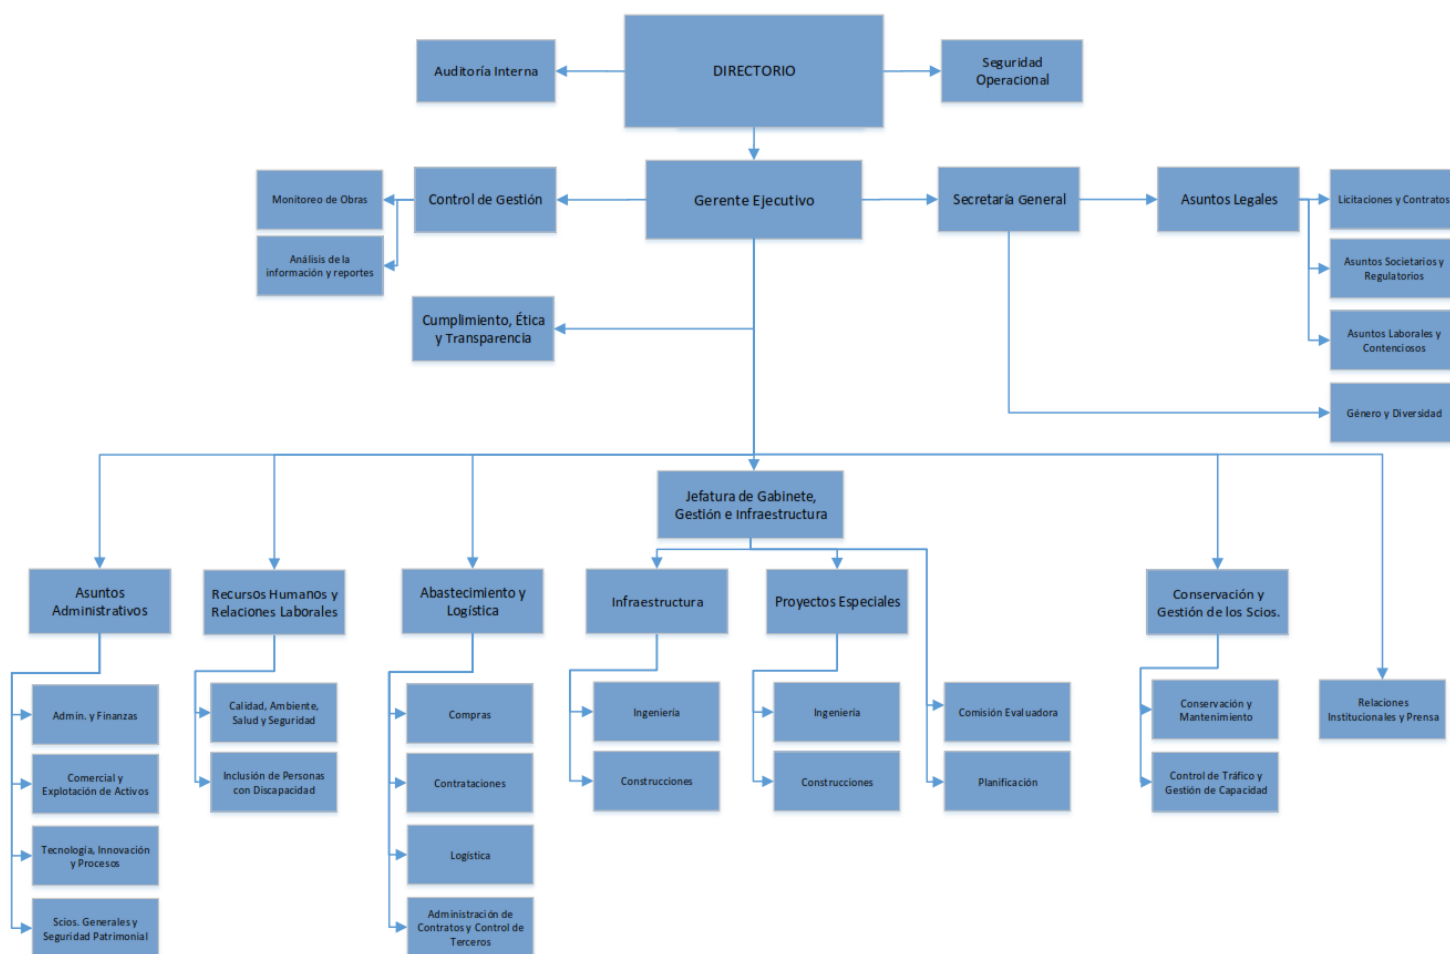 DIRECTORIO
Auditoría Interna
Seguridad
Operacional
Gerente Ejecutivo
Control de Gestión
Monitoreo de Obras
Análisis de la
información y reportes
Secretaría General
Asuntos Legales
Licitaciones y Contratos
Asuntos Societarios y
Regulatorios
Asuntos Laborales y
Contenciosos
Género y Diversidad
Cumplimiento, Ética
y Transparencia
Jefatura de Gabinete,
Gestión e Infraestructura
Asuntos
Administrativos
Admin. y Finanzas
Comercial y
Explotación de Activos
Tecnología, Innovación
y Procesos
Scios. Generales y
Seguridad Patrimonial
Recursos Humanos y
Relaciones Laborales
Calidad, Ambiente,
Salud y Seguridad
Inclusión de Personas
con Discapacidad
Abastecimiento y
Logística
Compras
Contrataciones
Logística
Administración de
Contratos y Control de
Terceros
Infraestructura
Ingeniería
Construcciones
Proyectos Especiales
Ingeniería
Construcciones
Comisión Evaluadora
Planificación
Conservación y
Gestión de los Scios.
Conservación y
Mantenimiento
Control de Tráfico y
Gestión de Capacidad
Relaciones
Institucionales y Prensa